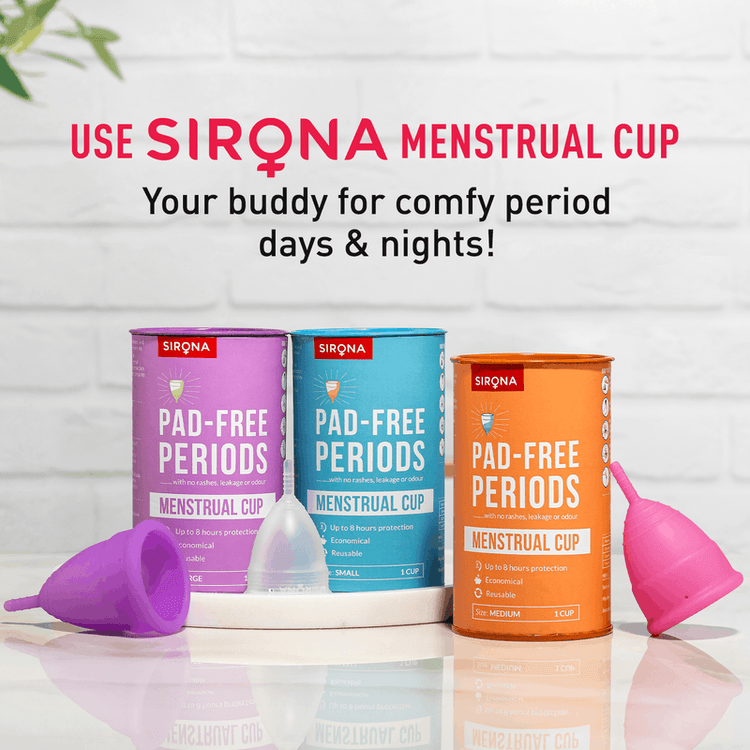 USE SIRONA MENSTRUAL CUP
Your buddy for comfy period
days & nights!
SIRONA
PAD-FREE
PERIODS
......with no rashes, leakage or odour
MENSTRUAL CUP
Up to 8 hours protection
SIRONA
PAD-FREE
PERIODS
......with no rashes, leakage or odour
MENSTRUAL CUP
Up to 8 hours protection
Economical
Reusable
SMALL
1 CUP
SIRONA
PAD-FREE
PERIODS
......with no rashes, leakage or odour
MENSTRUAL CUP
Up to 8 hours protection
Economical
Reusable
Size: MEDIUM
1 CUP